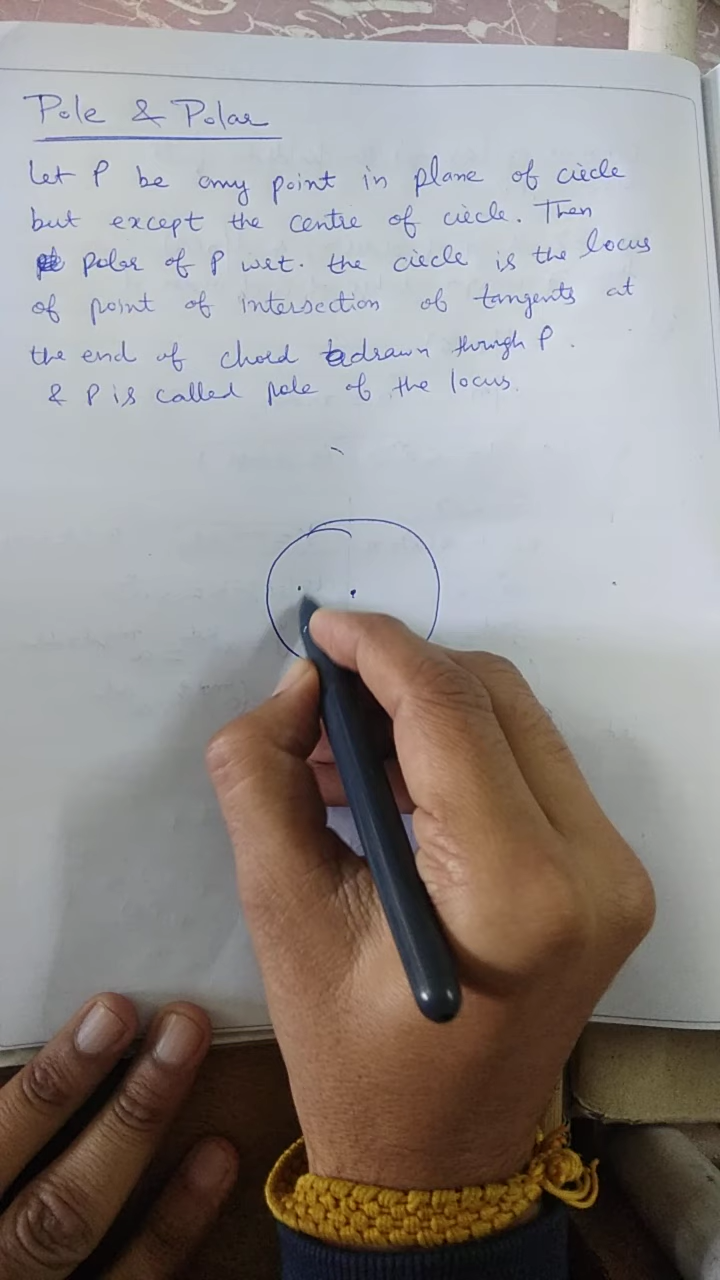 Pole & Polar
Let P be any point in plane of circle
but except the centre of circle. Then
polar of P wrt. the circle is the locus
of point of intersection of tangents at
the end of chord drawn through P.
& P is called pole of the locus.